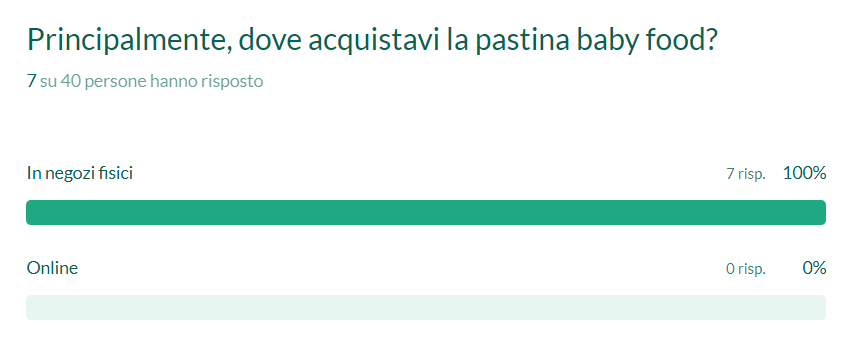 Principalmente, dove acquistavi la pastina baby food?
7 su 40 persone hanno risposto
In negozi fisici 7 risp. 100%
Online 0 risp. 0%